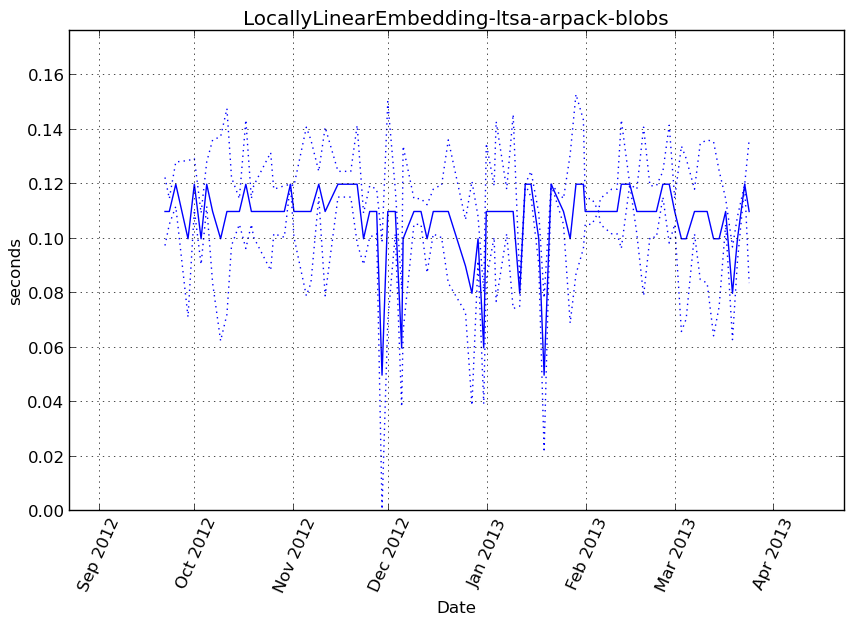 LocallyLinearEmbedding-ltsa-arpack-blobs
0.16
0.14
0.12
0.10
0.08
0.06
0.04
0.02
0.00
seconds
Sep 2012
Oct 2012
Nov 2012
Dec 2012
Jan 2013
Feb 2013
Mar 2013
Apr 2013
Date